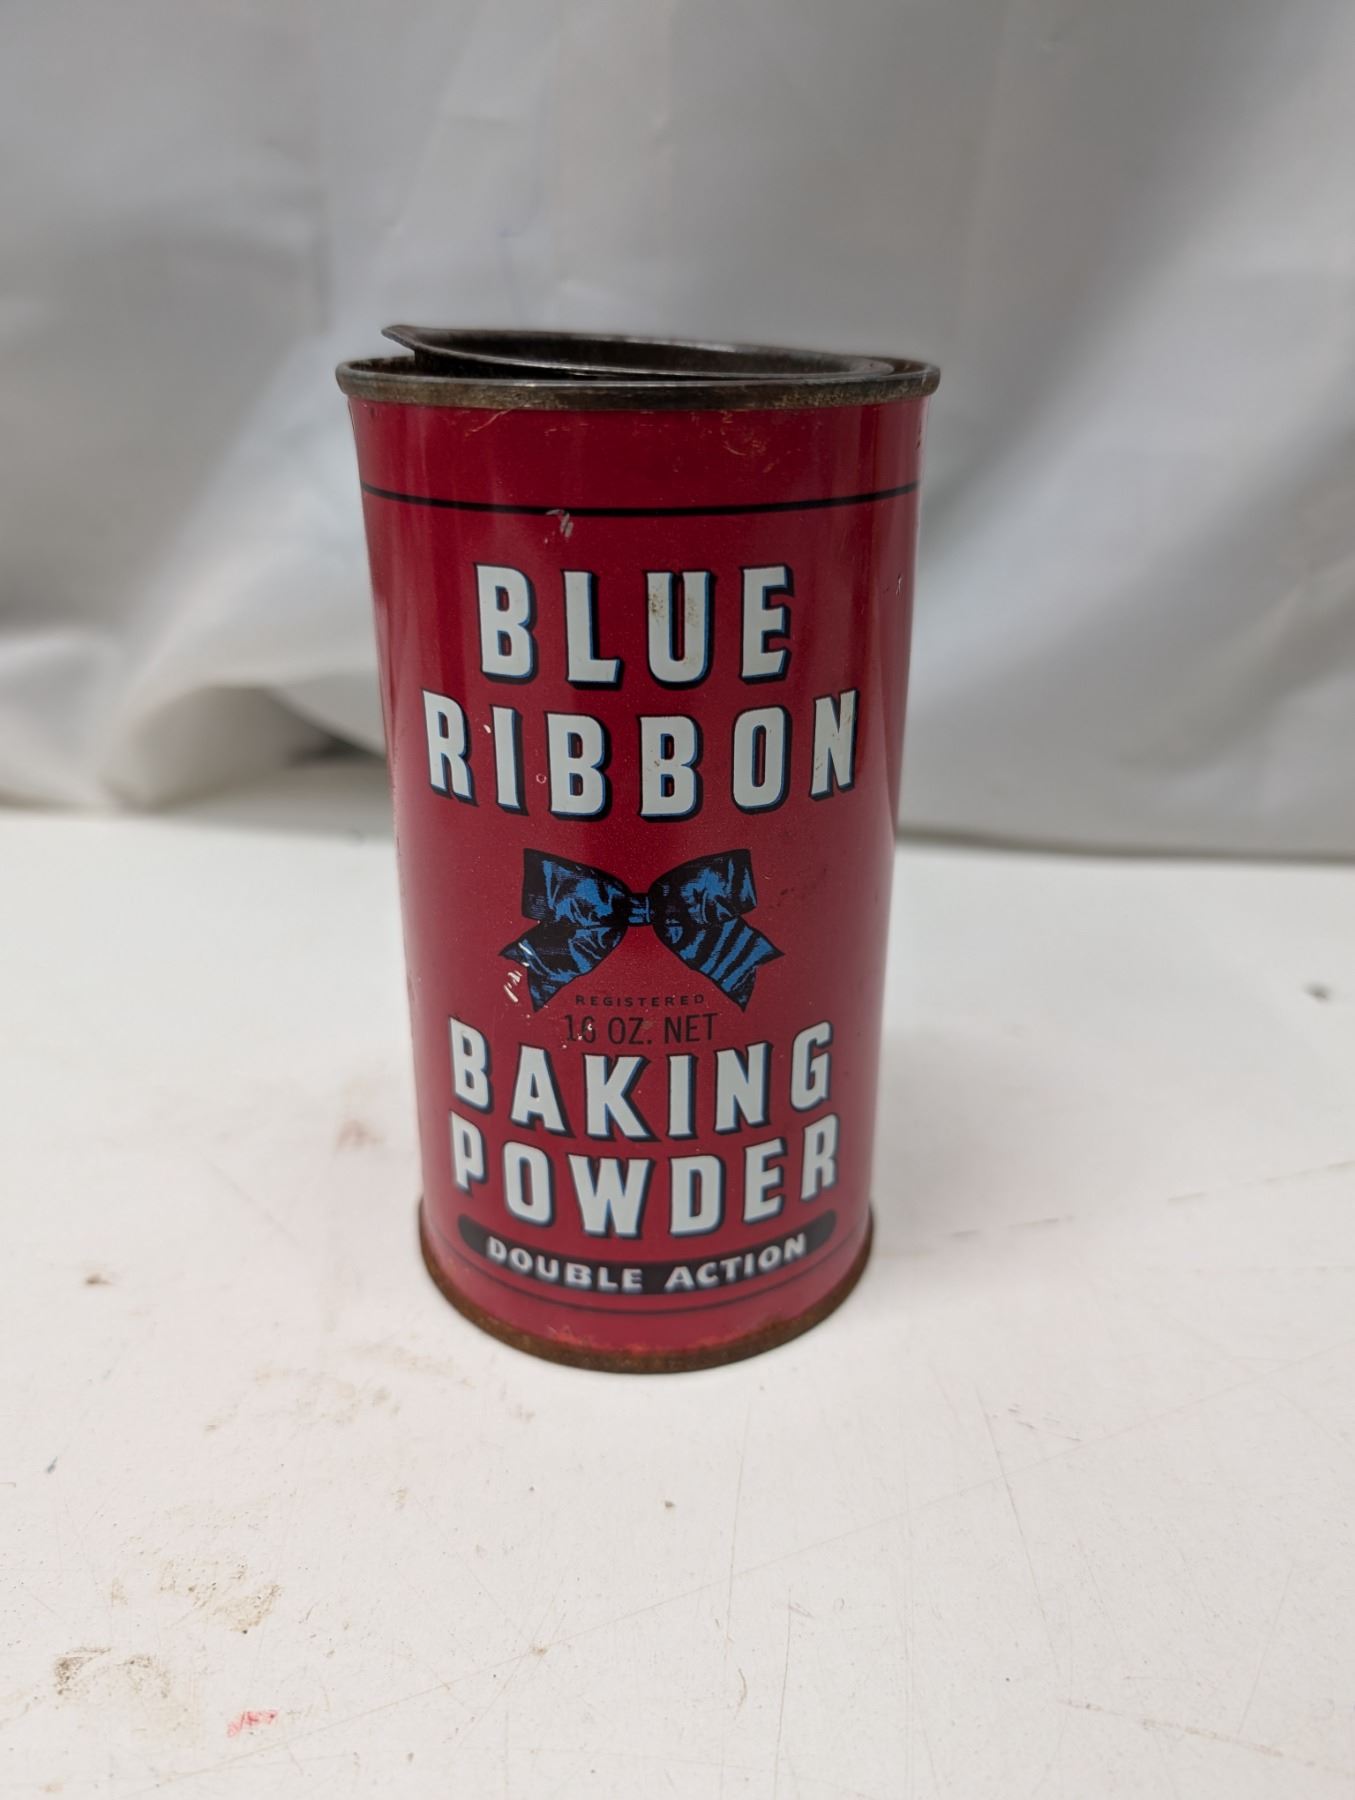 BLUE
RIBBON
REGISTERED
16 OZ. NET
BAKING
POWDER
DOUBLE ACTION